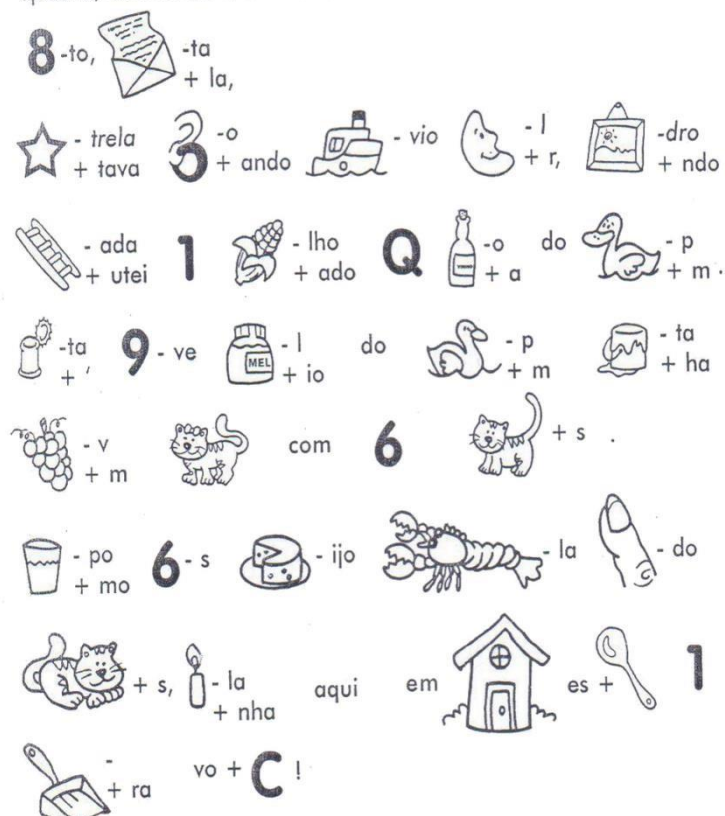 8 -to, -ta
+ la,
- trela 3 -o - vio - l -dro
+ tava + ando + r, + ndo
- ada 1 - lho Q -o do - p
+ utei + ado + a + m .
-ta 9 - ve MEL - l do - p - ta
+ ' + io + m + ha
- v com 6 + s .
+ m
- po 6 - s - ijo - la - do
+ mo
+ s, - la aqui em es + 1
+ nha
- vo + C !
+ ra